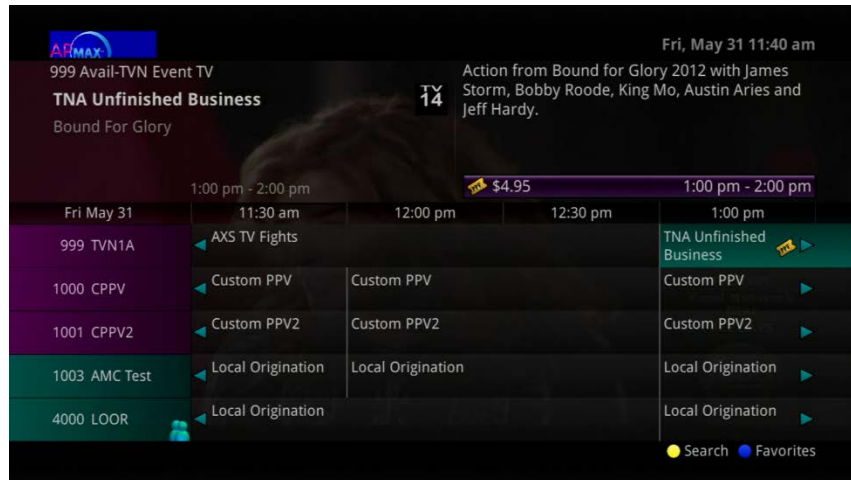 APMAX
Fri, May 31 11:40 am
999 Avail-TVN Event TV
TNA Unfinished Business
Bound For Glory
TV
14
Action from Bound for Glory 2012 with James
Storm, Bobby Roode, King Mo, Austin Aries and
Jeff Hardy.
1:00 pm - 2:00 pm
$4.95 1:00 pm - 2:00 pm
Fri May 31 11:30 am 12:00 pm 12:30 pm 1:00 pm
999 TVN1A AXS TV Fights TNA Unfinished
Business
1000 CPPV Custom PPV Custom PPV Custom PPV
1001 CPPV2 Custom PPV2 Custom PPV2 Custom PPV2
1003 AMC Test Local Origination Local Origination Local Origination
4000 LOOR Local Origination Local Origination
Search Favorites